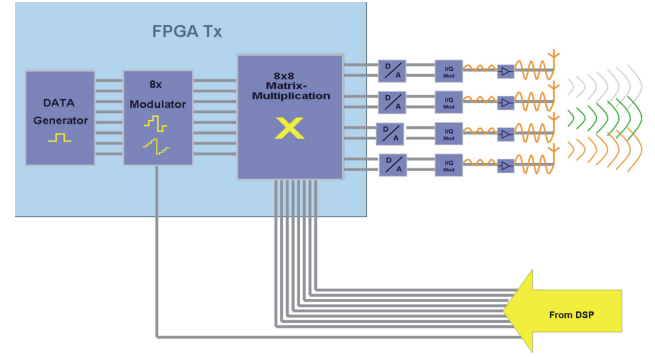 FPGA Tx
DATA
Generator
8x
Modulator
8x8
Matrix-
Multiplication
X
D/A
I/Q
Mod
D/A
I/Q
Mod
D/A
I/Q
Mod
D/A
I/Q
Mod
From DSP